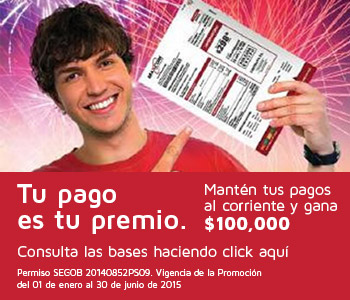 Tu pago
es tu premio.
Mantén tus pagos
al corriente y gana
$100,000
Consulta las bases haciendo click aquí
Permiso SEGOB 20140852PS09. Vigencia de la Promoción
del 01 de enero al 30 de junio de 2015